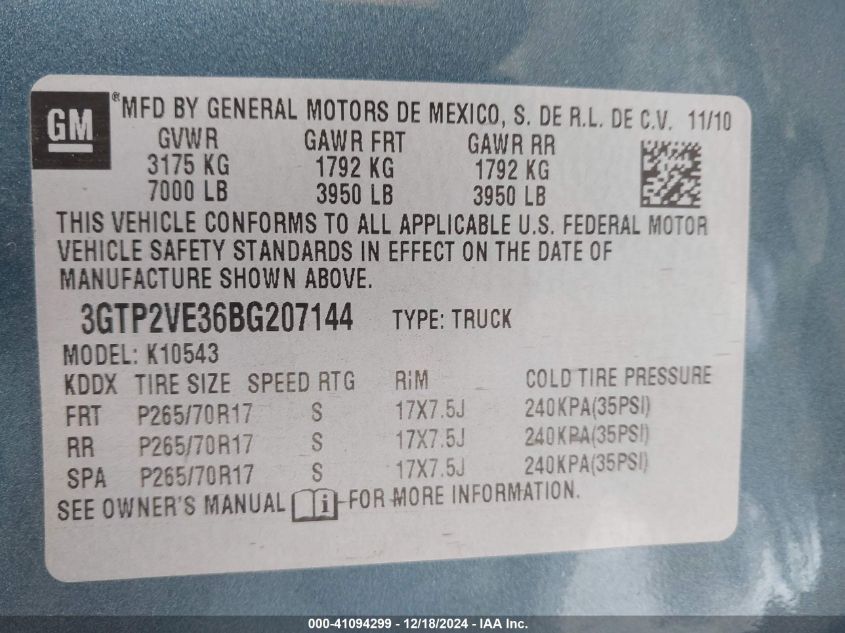 GM
®MFD BY GENERAL MOTORS DE MEXICO, S. DE R.L. DE C.V. 11/10
GVWR GAWR FRT GAWR RR
3175 KG 1792 KG 1792 KG
7000 LB 3950 LB 3950 LB
THIS VEHICLE CONFORMS TO ALL APPLICABLE U.S. FEDERAL MOTOR
VEHICLE SAFETY STANDARDS IN EFFECT ON THE DATE OF
MANUFACTURE SHOWN ABOVE.
3GTP2VE36BG207144 TYPE: TRUCK
MODEL: K10543
KDDX TIRE SIZE SPEED RTG RIM COLD TIRE PRESSURE
FRT P265/70R17 S 17X7.5J 240KPA(35PSI)
RR P265/70R17 S 17X7.5J 240KPA(35PSI)
SPA P265/70R17 S 17X7.5J 240KPA(35PSI)
SEE OWNER'S MANUAL i FOR MORE INFORMATION.
000-41094299 - 12/18/2024 - IAA Inc.